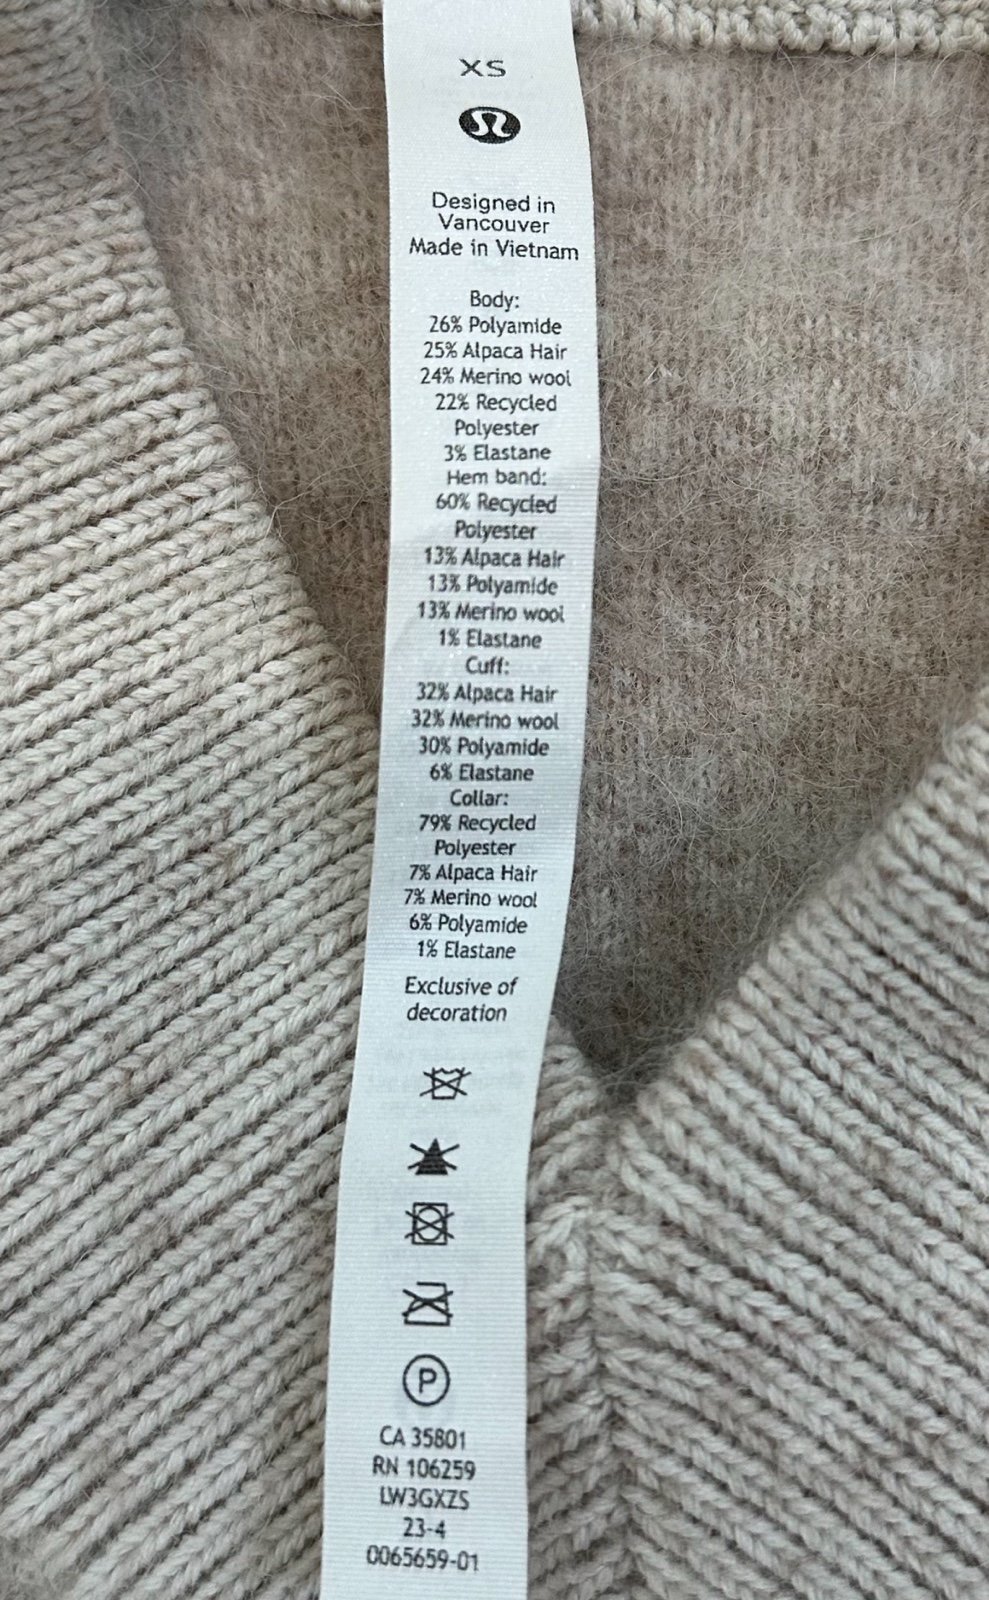 XS
Designed in
Vancouver
Made in Vietnam
Body:
26% Polyamide
25% Alpaca Hair
24% Merino wool
22% Recycled
Polyester
3% Elastane
Hem band:
60% Recycled
Polyester
13% Alpaca Hair
13% Polyamide
13% Merino wool
1% Elastane
Cuff:
32% Alpaca Hair
32% Merino wool
30% Polyamide
6% Elastane
Collar:
79% Recycled
Polyester
7% Alpaca Hair
7% Merino wool
6% Polyamide
1% Elastane
Exclusive of
decoration
P
CA 35801
RN 106259
LW3GXZS
23-4
0065659-01